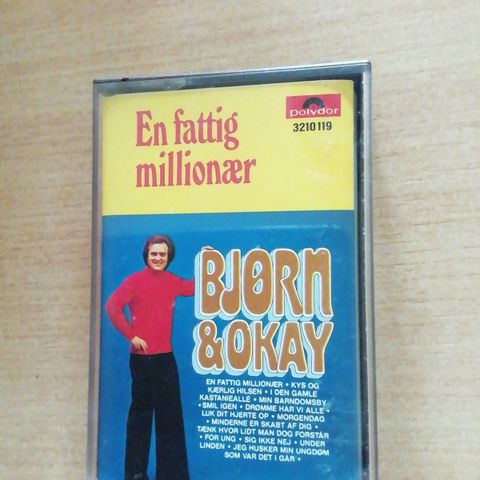 En fattig
millionær
Polydor
3210119
BJØRN
& OKAY
EN FATTIG MILLIONÆR • KYS OG
KÆRLIG HILSEN • I DEN GAMLE
KASTANIEALLÉ • MIN BARNDOMSBY
• SMIL IGEN • DRØMME HAR VI ALLE •
LUK DIT HJERTE OP • MORGENDAG
• MINDERNE ER SKABT AF DIG •
TÆNK HVOR LIDT MAN DOG FORSTÅR
• FOR UNG • SIG IKKE NEJ • UNDER
LINDEN • JEG HUSKER MIN UNGDOM
SOM VAR DET I GÅR •